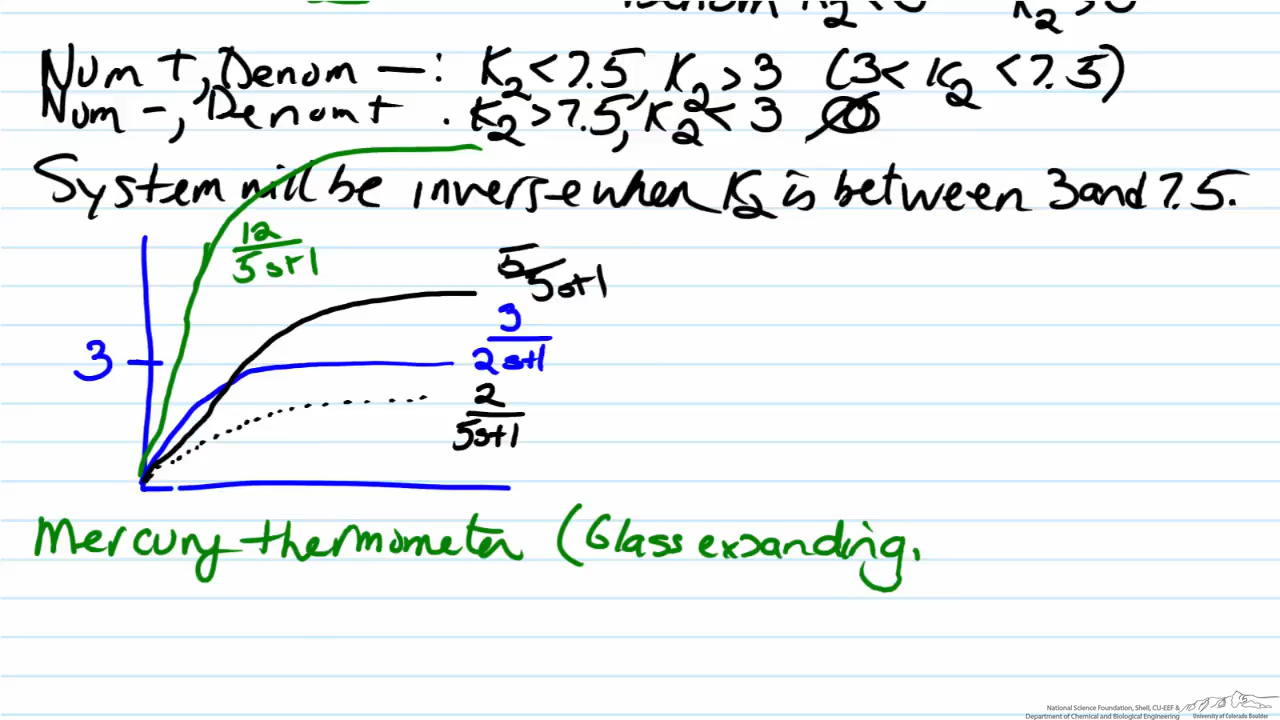 Num +, Denom —: K₂ < 7.5, K₂ > 3 (3 < K₂ < 7.5)
Num -, Denom + : K₂ > 7.5, K₂ < 3 Ø
System will be inverse when K₂ is between 3 and 7.5.
12/5s+1
5/5s+1
3
3/2s+1
2/5s+1
Mercury thermometer (Glass expanding,
National Science Foundation, Shell, CU-EEF &
Department of Chemical and Biological Engineering
University of Colorado Boulder